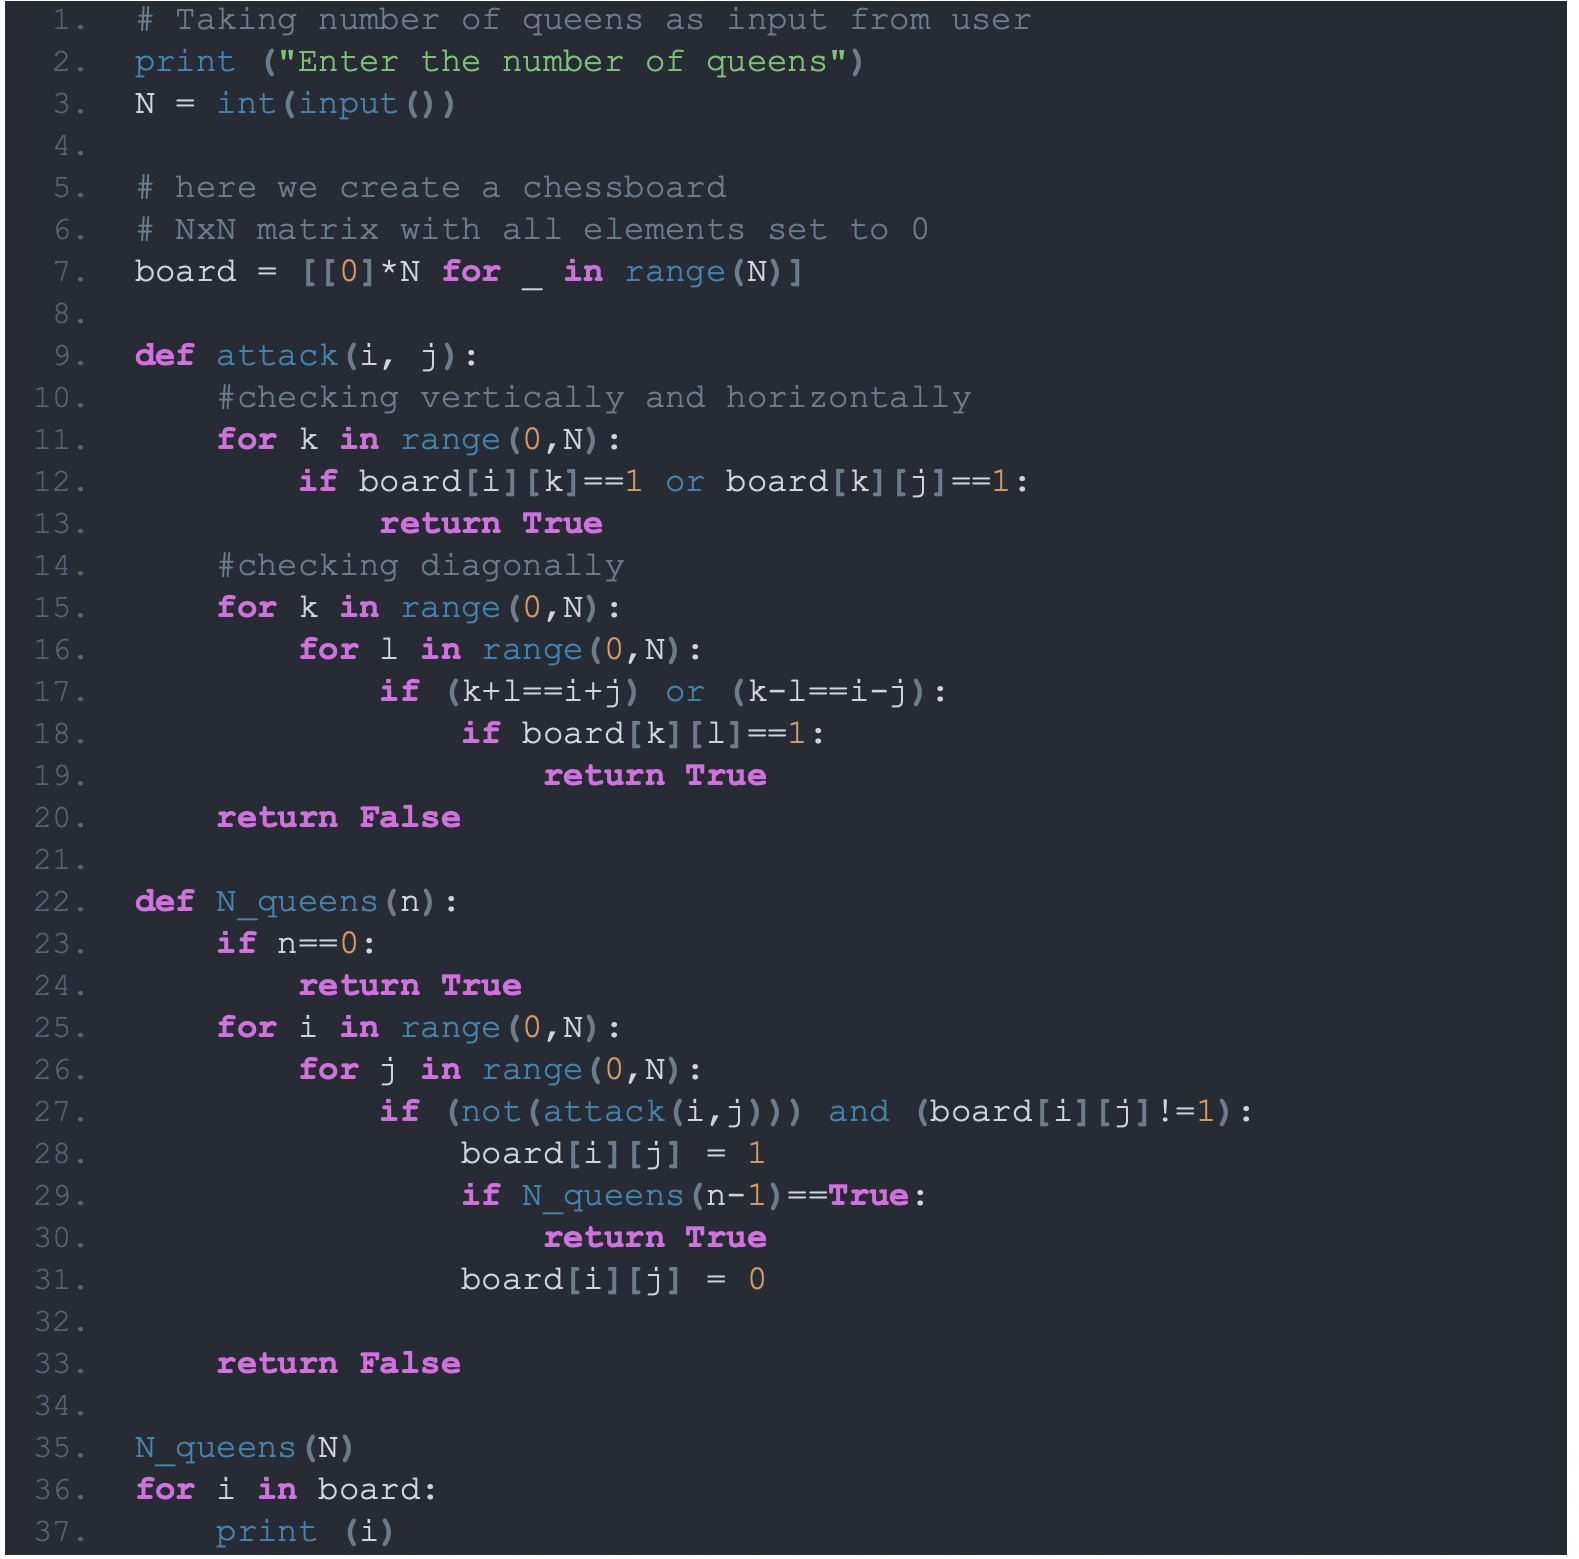 1. # Taking number of queens as input from user
2. print ("Enter the number of queens")
3. N = int(input())
4.
5. # here we create a chessboard
6. # NxN matrix with all elements set to 0
7. board = [[0]*N for _ in range(N)]
8.
9. def attack(i, j):
10.     #checking vertically and horizontally
11.     for k in range(0,N):
12.         if board[i][k]==1 or board[k][j]==1:
13.             return True
14.     #checking diagonally
15.     for k in range(0,N):
16.         for l in range(0,N):
17.             if (k+l==i+j) or (k-l==i-j):
18.                 if board[k][l]==1:
19.                     return True
20.     return False
21.
22. def N_queens(n):
23.     if n==0:
24.         return True
25.     for i in range(0,N):
26.         for j in range(0,N):
27.             if (not(attack(i,j))) and (board[i][j]!=1):
28.                 board[i][j] = 1
29.                 if N_queens(n-1)==True:
30.                     return True
31.                 board[i][j] = 0
32.
33.     return False
34.
35. N_queens(N)
36. for i in board:
37.     print (i)